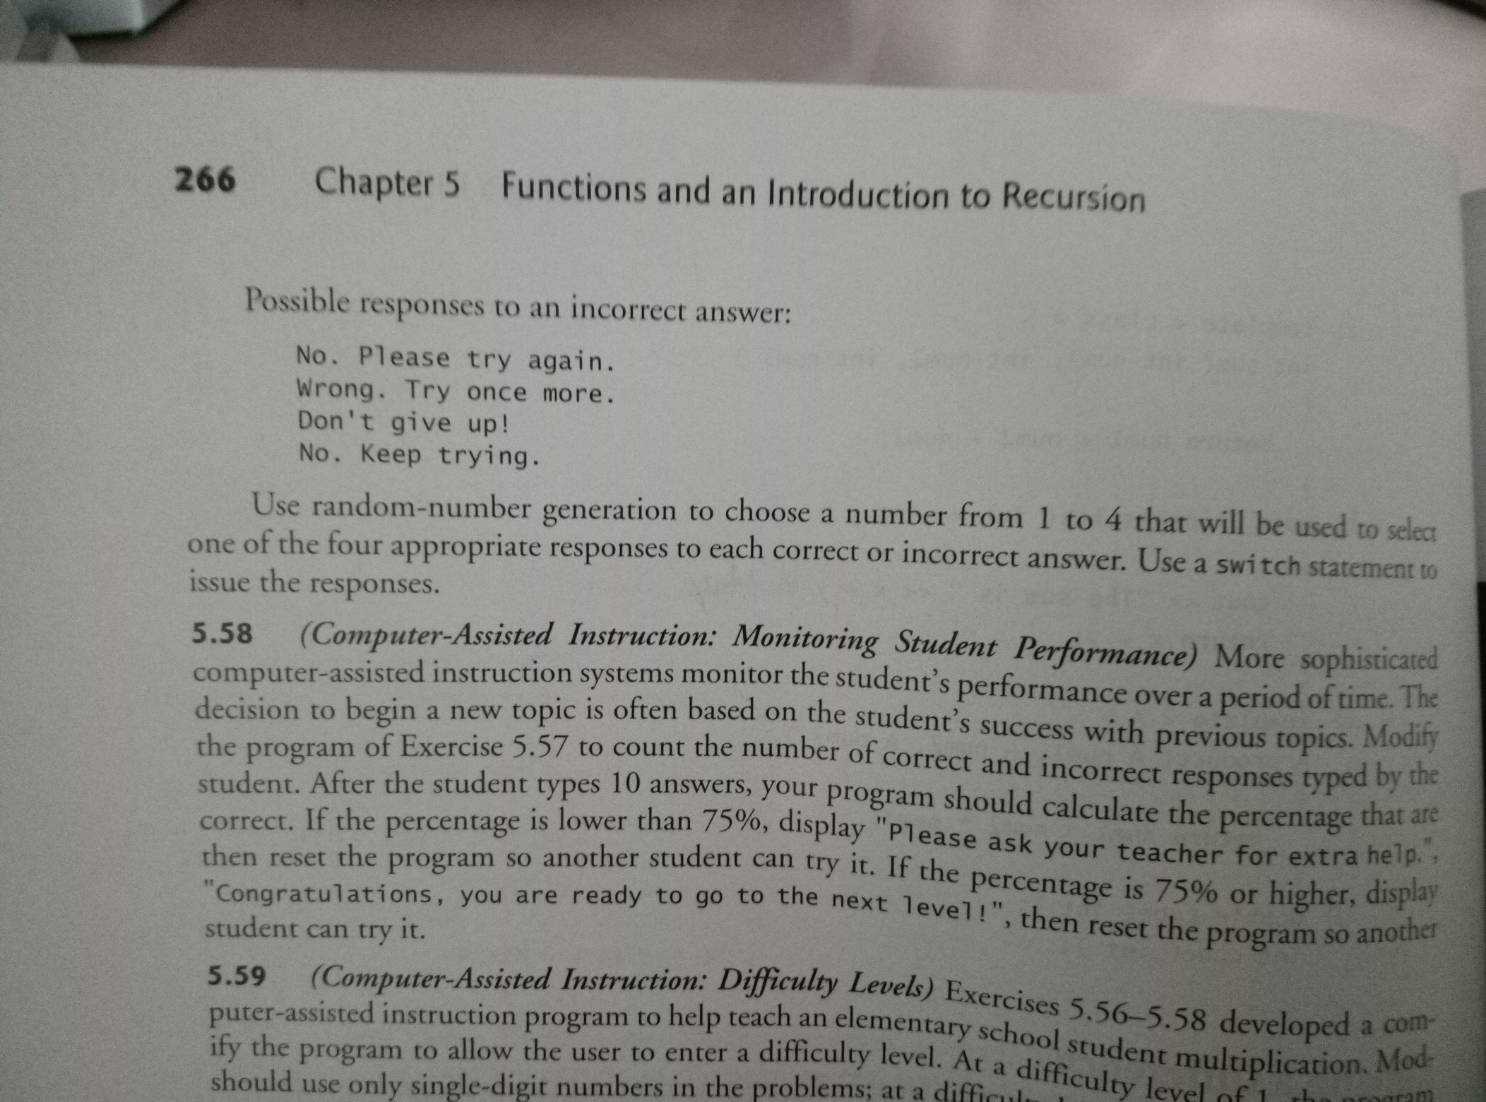 266 Chapter 5 Functions and an Introduction to Recursion
Possible responses to an incorrect answer:
No. Please try again.
Wrong. Try once more.
Don't give up!
No. Keep trying.
Use random-number generation to choose a number from 1 to 4 that will be used to select
one of the four appropriate responses to each correct or incorrect answer. Use a switch statement to
issue the responses.
5.58 (Computer-Assisted Instruction: Monitoring Student Performance) More sophisticated
computer-assisted instruction systems monitor the student's performance over a period of time. The
decision to begin a new topic is often based on the student's success with previous topics. Modify
the program of Exercise 5.57 to count the number of correct and incorrect responses typed by the
student. After the student types 10 answers, your program should calculate the percentage that are
correct. If the percentage is lower than 75%, display "Please ask your teacher for extra help.",
then reset the program so another student can try it. If the percentage is 75% or higher, display
"Congratulations, you are ready to go to the next level!", then reset the program so another
student can try it.
5.59 (Computer-Assisted Instruction: Difficulty Levels) Exercises 5.56–5.58 developed a com-
puter-assisted instruction program to help teach an elementary school student multiplication. Mod-
ify the program to allow the user to enter a difficulty level. At a difficulty level of 1, the program
should use only single-digit numbers in the problems; at a